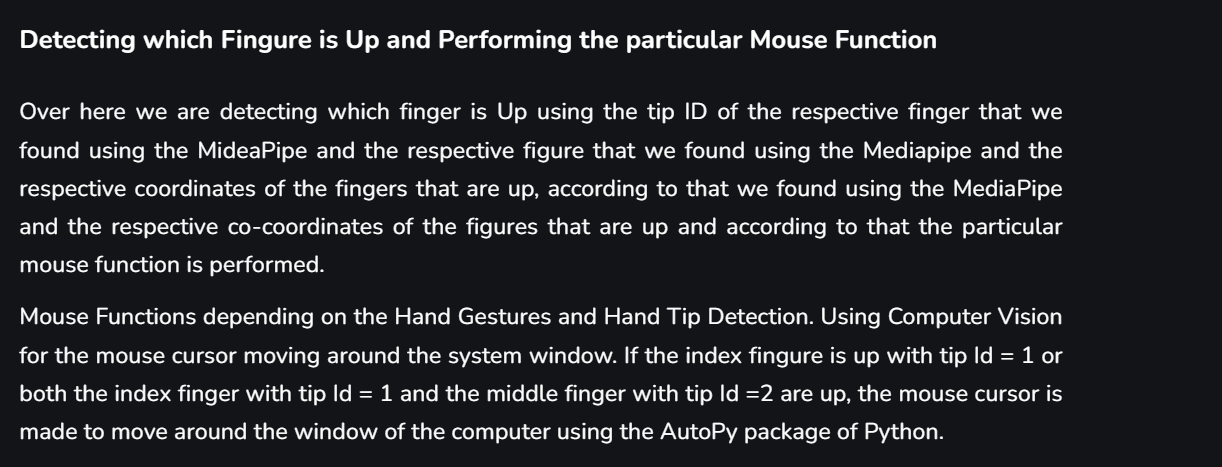 Detecting which Fingure is Up and Performing the particular Mouse Function
Over here we are detecting which finger is Up using the tip ID of the respective finger that we
found using the MideaPipe and the respective figure that we found using the Mediapipe and the
respective coordinates of the fingers that are up, according to that we found using the MediaPipe
and the respective co-coordinates of the figures that are up and according to that the particular
mouse function is performed.
Mouse Functions depending on the Hand Gestures and Hand Tip Detection. Using Computer Vision
for the mouse cursor moving around the system window. If the index fingure is up with tip Id = 1 or
both the index finger with tip Id = 1 and the middle finger with tip Id =2 are up, the mouse cursor is
made to move around the window of the computer using the AutoPy package of Python.